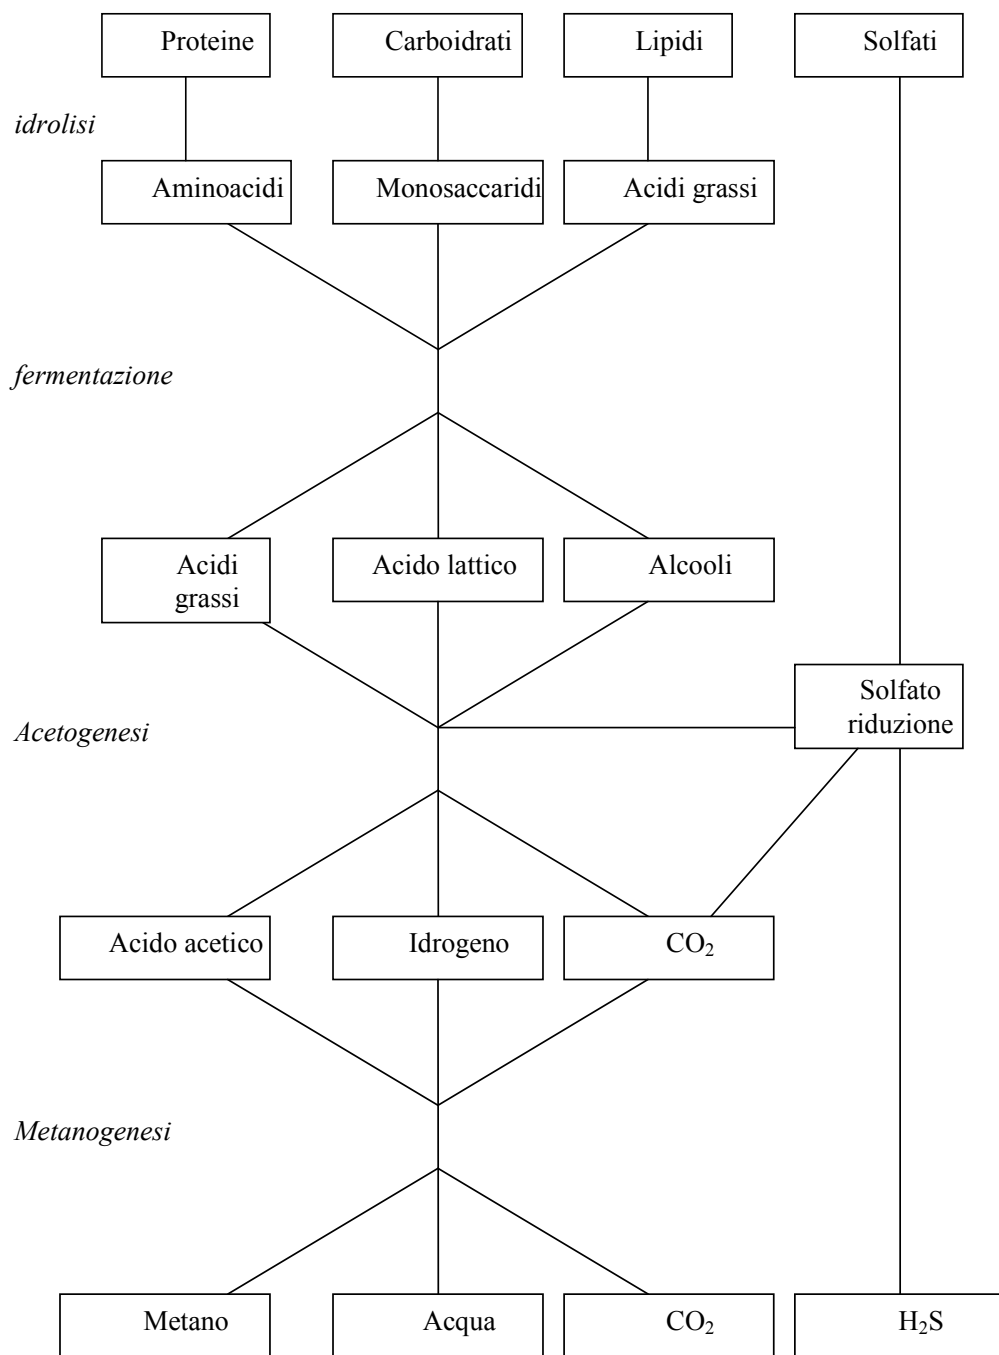 Proteine
Carboidrati
Lipidi
Solfati
idrolisi
Aminoacidi
Monosaccaridi
Acidi grassi
fermentazione
Acidi
grassi
Acido lattico
Alcooli
Solfato
riduzione
Acetogenesi
Acido acetico
Idrogeno
CO₂
Metanogenesi
Metano
Acqua
CO₂
H₂S